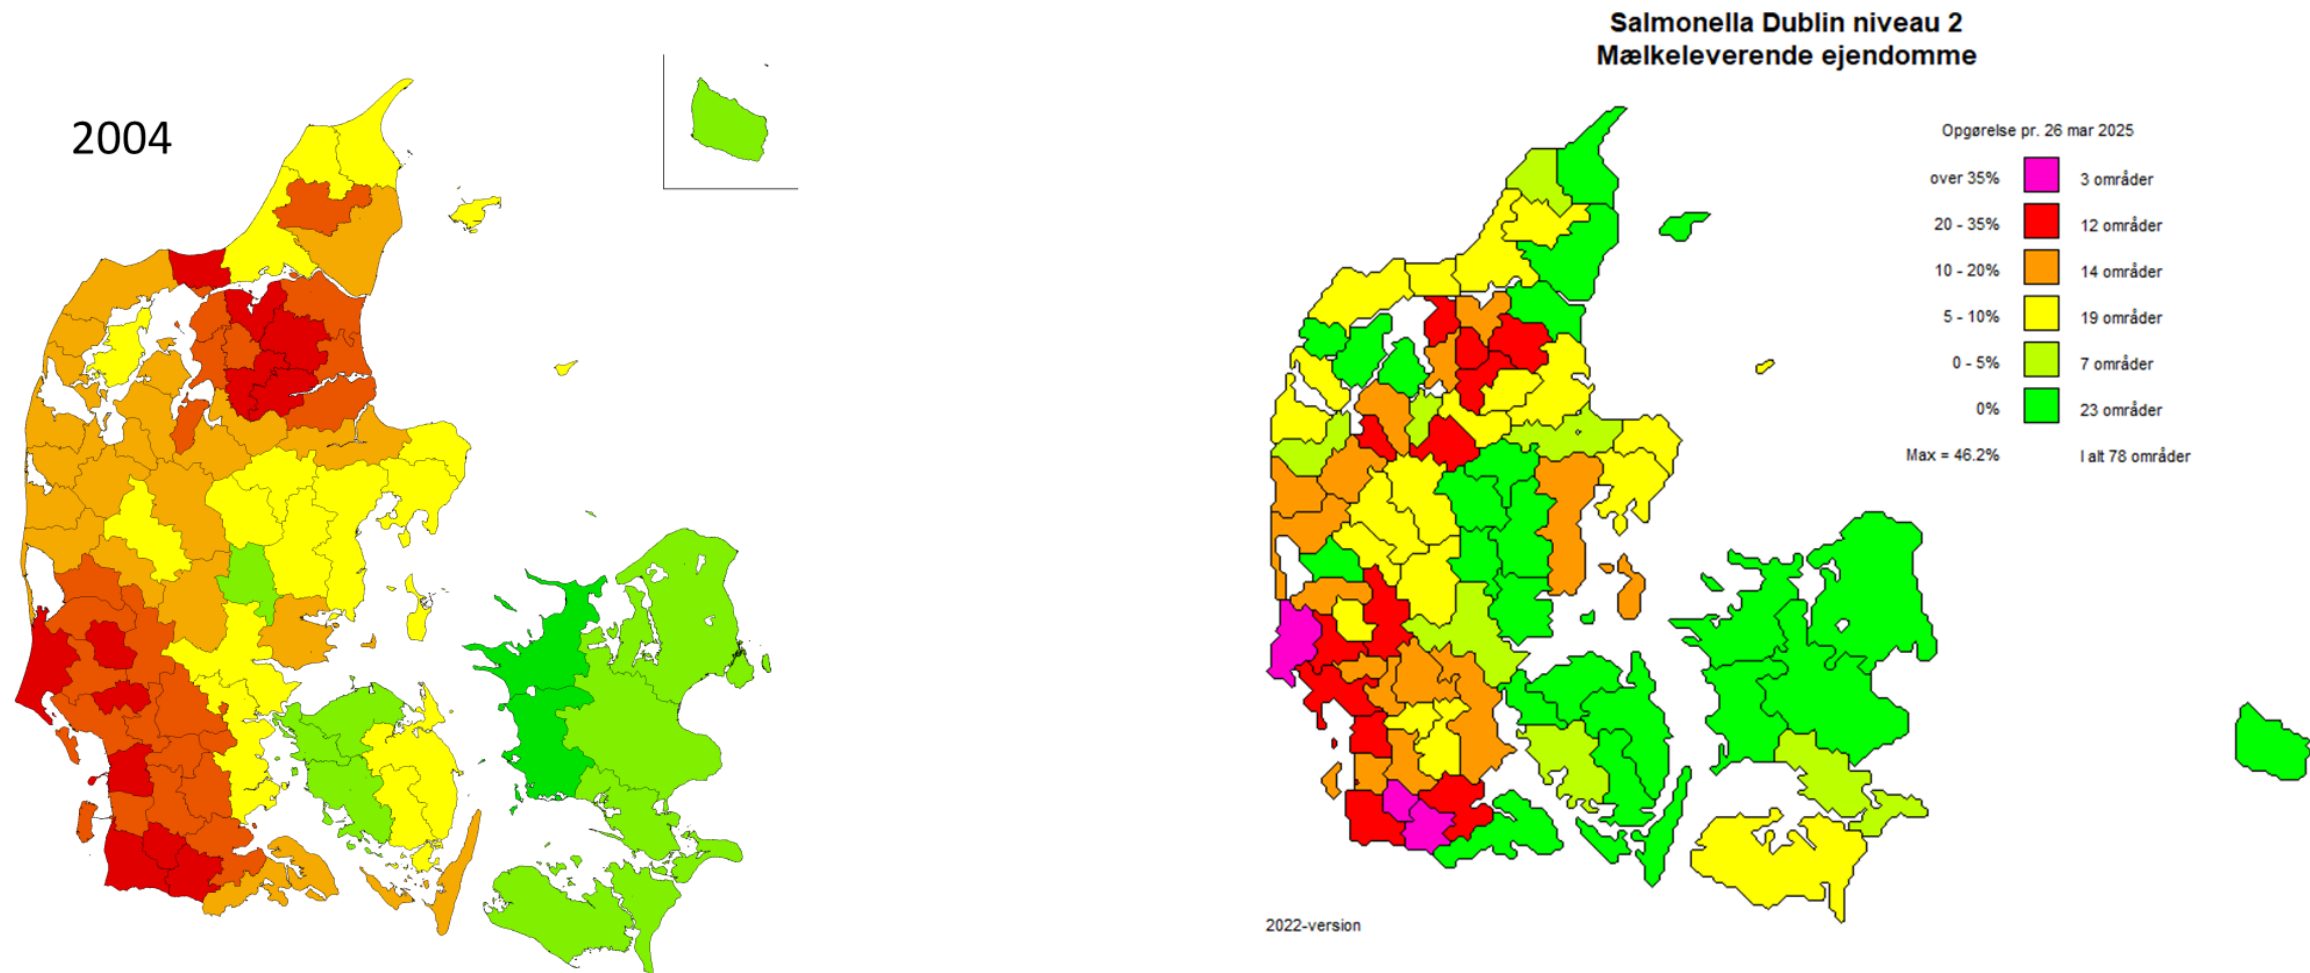 2004
Salmonella Dublin niveau 2
Mælkeleverende ejendomme
Opgørelse pr. 26 mar 2025
over 35% 3 områder
20 - 35% 12 områder
10 - 20% 14 områder
5 - 10% 19 områder
0 - 5% 7 områder
0% 23 områder
Max = 46.2% I alt 78 områder
2022-version